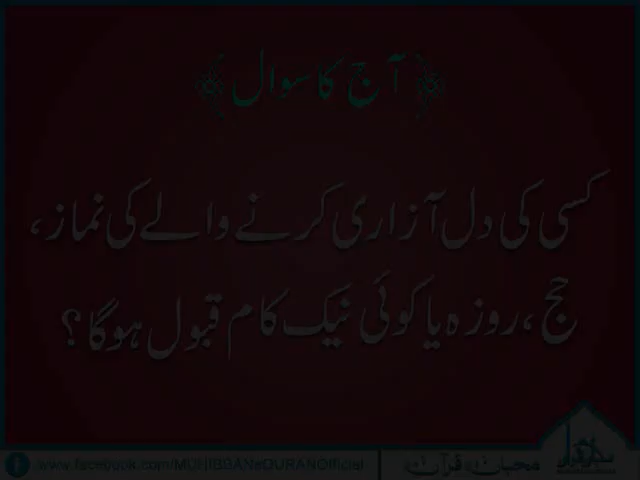 ﴿ آج کا سوال ﴾
کسی کی دل آزاری کرنے والے کی نماز،
حج، روزہ یا کوئی نیک کام قبول ہوگا؟
www.facebook.com/MUHIBBANeQURANOfficial
محبان قرآن